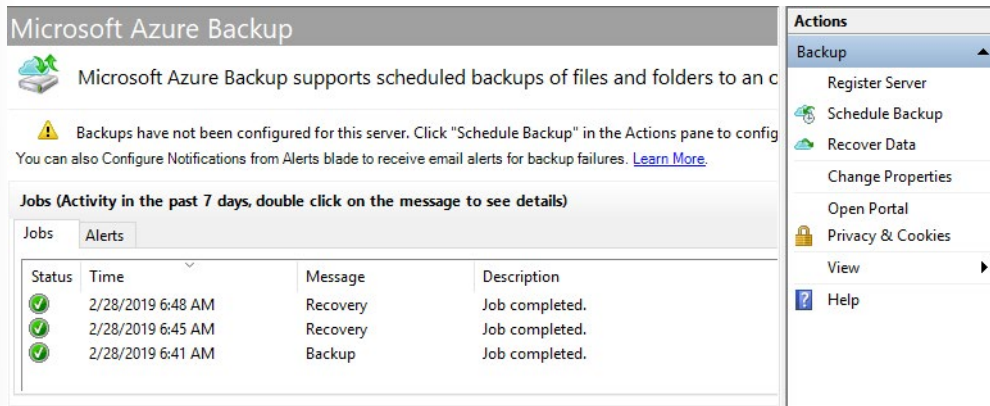 Microsoft Azure Backup
Microsoft Azure Backup supports scheduled backups of files and folders to an
Backups have not been configured for this server. Click "Schedule Backup" in the Actions pane to config
You can also Configure Notifications from Alerts blade to receive email alerts for backup failures. Learn More.
Jobs (Activity in the past 7 days, double click on the message to see details)
Jobs Alerts
Status Time Message Description
2/28/2019 6:48 AM Recovery Job completed.
2/28/2019 6:45 AM Recovery Job completed.
2/28/2019 6:41 AM Backup Job completed.
Actions
Backup
Register Server
Schedule Backup
Recover Data
Change Properties
Open Portal
Privacy & Cookies
View
Help